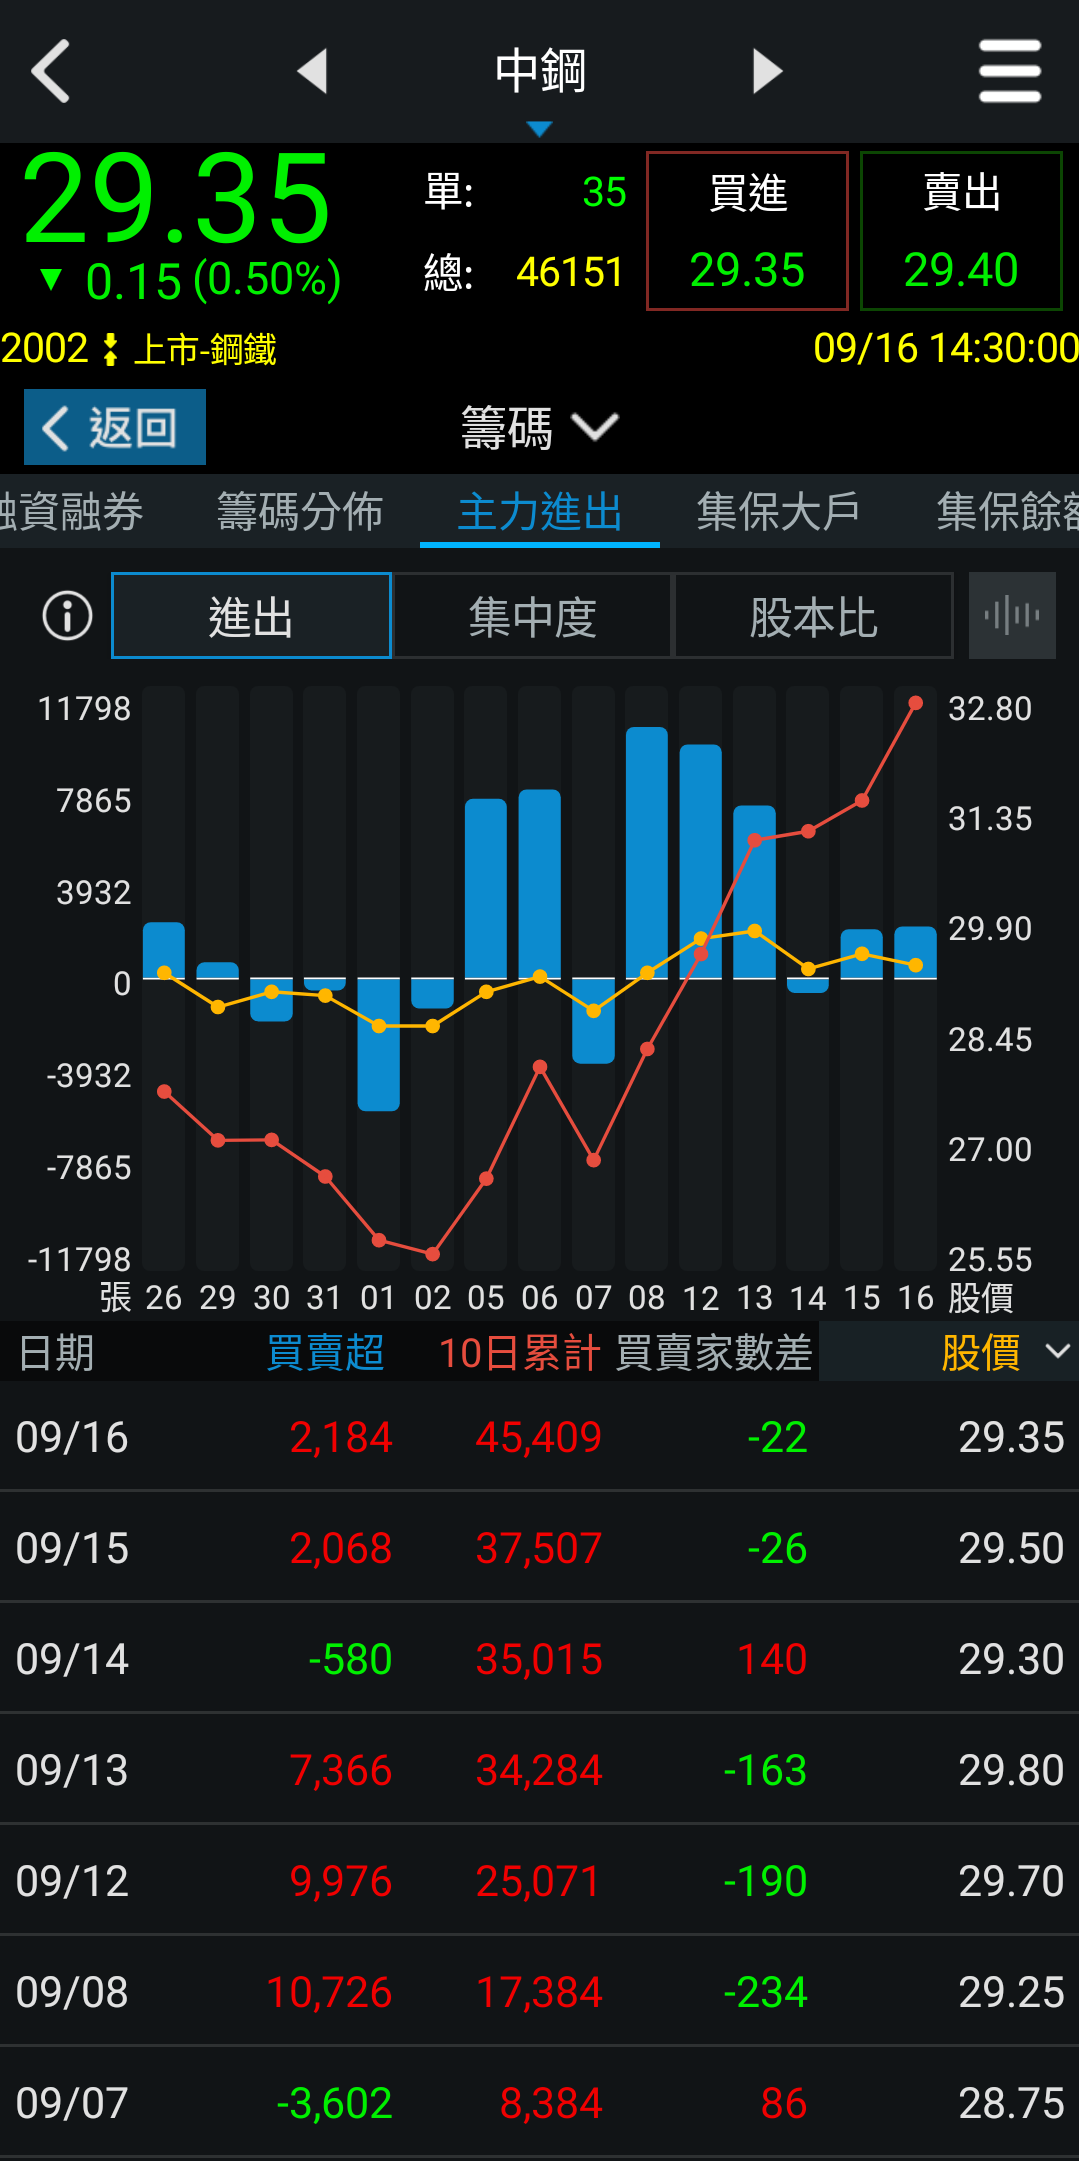 中鋼
29.35
▼ 0.15 (0.50%)
單: 35
總: 46151
買進
29.35
賣出
29.40
2002 上市-鋼鐵
09/16 14:30:00
返回
籌碼
融資融券 籌碼分佈 主力進出 集保大戶 集保餘額
進出 集中度 股本比
11798
7865
3932
0
-3932
-7865
-11798
32.80
31.35
29.90
28.45
27.00
25.55
張 26 29 30 31 01 02 05 06 07 08 12 13 14 15 16 股價
日期 買賣超 10日累計 買賣家數差 股價
09/16 2,184 45,409 -22 29.35
09/15 2,068 37,507 -26 29.50
09/14 -580 35,015 140 29.30
09/13 7,366 34,284 -163 29.80
09/12 9,976 25,071 -190 29.70
09/08 10,726 17,384 -234 29.25
09/07 -3,602 8,384 86 28.75